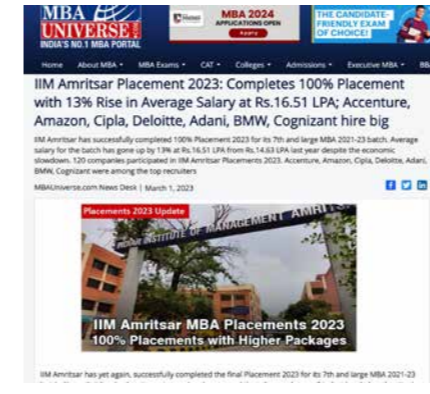 MBA
UNIVERSE
INDIA'S NO.1 MBA PORTAL
MBA 2024
APPLICATIONS OPEN
THE CANDIDATE-
FRIENDLY EXAM
OF CHOICE!
Home About MBA MBA Exams CAT Colleges Admissions Executive MBA
IIM Amritsar Placement 2023: Completes 100% Placement
with 13% Rise in Average Salary at Rs.16.51 LPA; Accenture,
Amazon, Cipla, Deloitte, Adani, BMW, Cognizant hire big
IIM Amritsar has successfully completed 100% Placement 2023 for its 7th and large MBA 2021-23 batch. Average
salary for the batch has gone up by 13% at Rs.16.51 LPA from Rs.14.63 LPA last year despite the economic
slowdown. 120 companies participated in IIM Amritsar Placements 2023. Accenture, Amazon, Cipla, Deloitte, Adani,
BMW, Cognizant were among the top recruiters
MBAUniverse.com News Desk | March 1, 2023
Placements 2023 Update
INDIAN INSTITUTE OF MANAGEMENT AMRITS
IIM Amritsar MBA Placements 2023
100% Placements with Higher Packages
IIM Amritsar has yet again, successfully completed the final Placement 2023 for its 7th and large MBA 2021-23